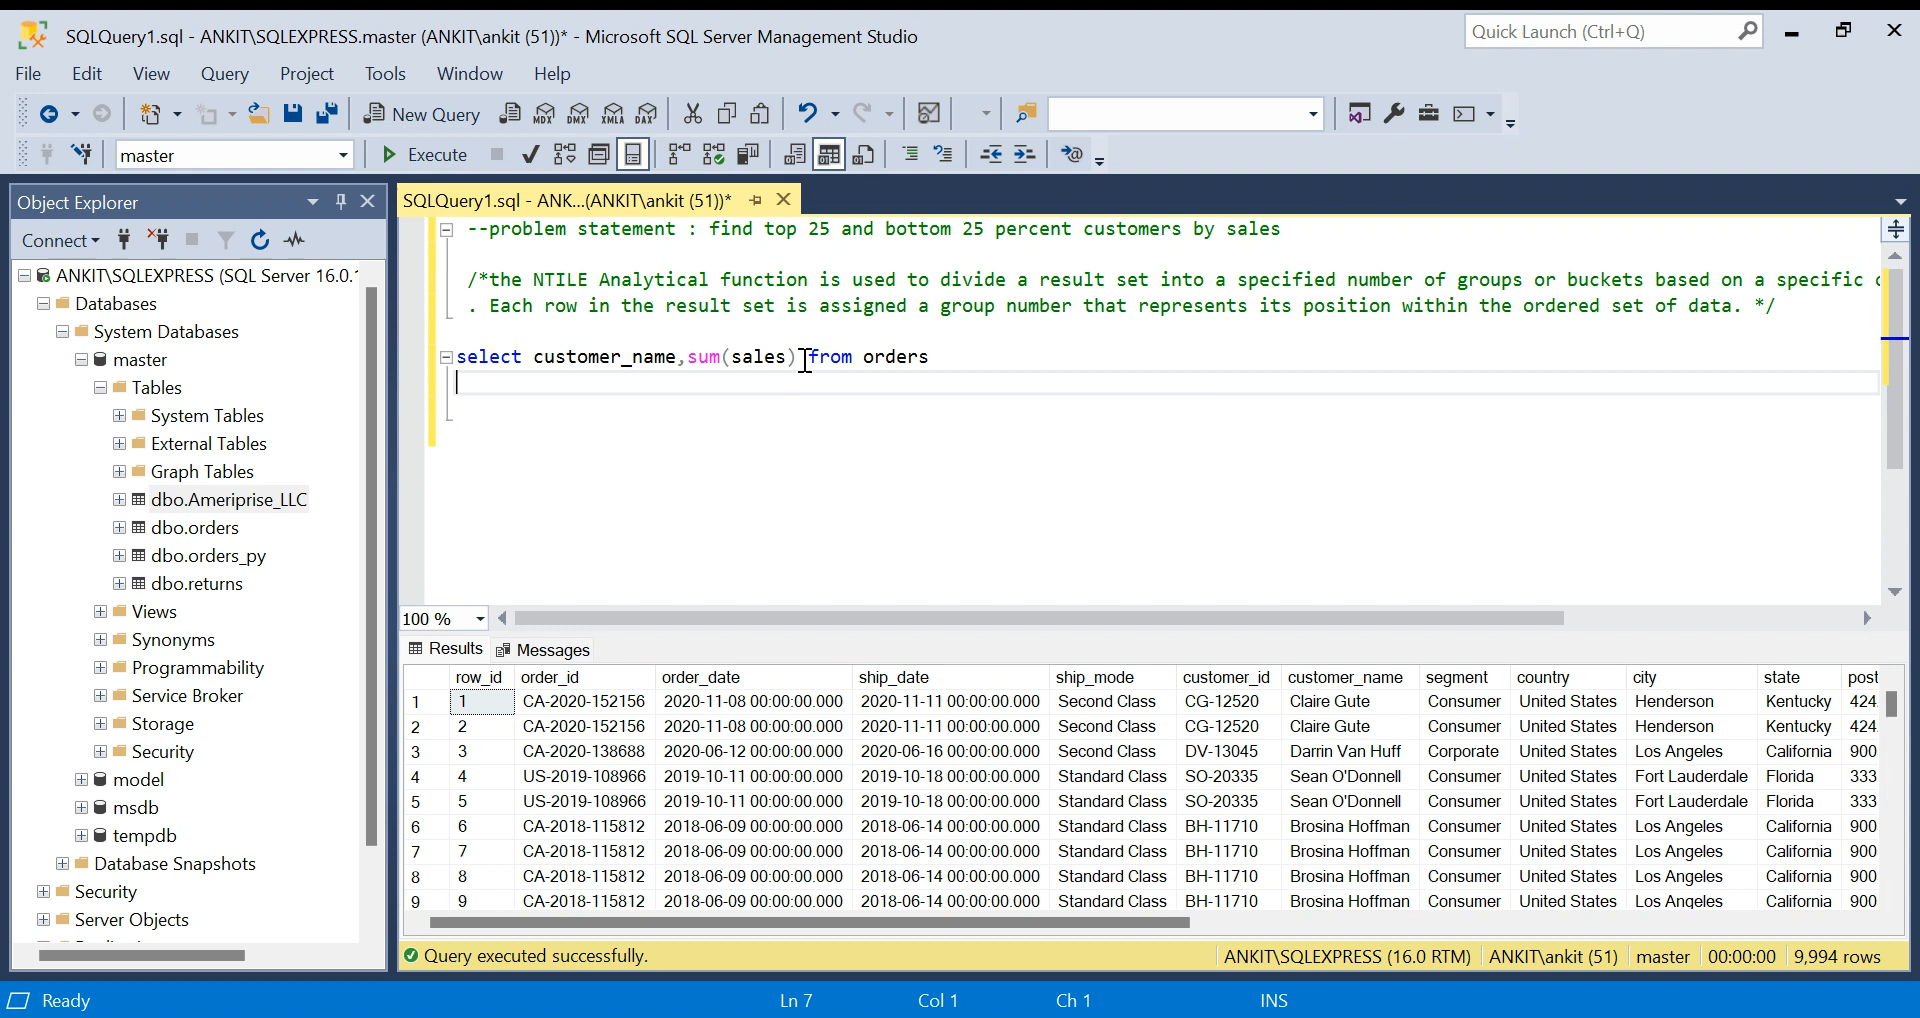 SQLQuery1.sql - ANKIT\SQLEXPRESS.master (ANKIT\ankit (51))* - Microsoft SQL Server Management Studio
Quick Launch (Ctrl+Q)
File Edit View Query Project Tools Window Help
New Query MDX DMX XMLA DAX
master Execute
Object Explorer
Connect
ANKIT\SQLEXPRESS (SQL Server 16.0.
Databases
System Databases
master
Tables
System Tables
External Tables
Graph Tables
dbo.Ameriprise_LLC
dbo.orders
dbo.orders_py
dbo.returns
Views
Synonyms
Programmability
Service Broker
Storage
Security
model
msdb
tempdb
Database Snapshots
Security
Server Objects
SQLQuery1.sql - ANK...(ANKIT\ankit (51))*
--problem statement : find top 25 and bottom 25 percent customers by sales
/*the NTILE Analytical function is used to divide a result set into a specified number of groups or buckets based on a specific
. Each row in the result set is assigned a group number that represents its position within the ordered set of data. */
select customer_name,sum(sales) from orders
100 %
Results Messages
row_id order_id order_date ship_date ship_mode customer_id customer_name segment country city state post
1 1 CA-2020-152156 2020-11-08 00:00:00.000 2020-11-11 00:00:00.000 Second Class CG-12520 Claire Gute Consumer United States Henderson Kentucky 424
2 2 CA-2020-152156 2020-11-08 00:00:00.000 2020-11-11 00:00:00.000 Second Class CG-12520 Claire Gute Consumer United States Henderson Kentucky 424
3 3 CA-2020-138688 2020-06-12 00:00:00.000 2020-06-16 00:00:00.000 Second Class DV-13045 Darrin Van Huff Corporate United States Los Angeles California 900
4 4 US-2019-108966 2019-10-11 00:00:00.000 2019-10-18 00:00:00.000 Standard Class SO-20335 Sean O'Donnell Consumer United States Fort Lauderdale Florida 333
5 5 US-2019-108966 2019-10-11 00:00:00.000 2019-10-18 00:00:00.000 Standard Class SO-20335 Sean O'Donnell Consumer United States Fort Lauderdale Florida 333
6 6 CA-2018-115812 2018-06-09 00:00:00.000 2018-06-14 00:00:00.000 Standard Class BH-11710 Brosina Hoffman Consumer United States Los Angeles California 900
7 7 CA-2018-115812 2018-06-09 00:00:00.000 2018-06-14 00:00:00.000 Standard Class BH-11710 Brosina Hoffman Consumer United States Los Angeles California 900
8 8 CA-2018-115812 2018-06-09 00:00:00.000 2018-06-14 00:00:00.000 Standard Class BH-11710 Brosina Hoffman Consumer United States Los Angeles California 900
9 9 CA-2018-115812 2018-06-09 00:00:00.000 2018-06-14 00:00:00.000 Standard Class BH-11710 Brosina Hoffman Consumer United States Los Angeles California 900
Query executed successfully. ANKIT\SQLEXPRESS (16.0 RTM) ANKIT\ankit (51) master 00:00:00 9,994 rows
Ready Ln 7 Col 1 Ch 1 INS